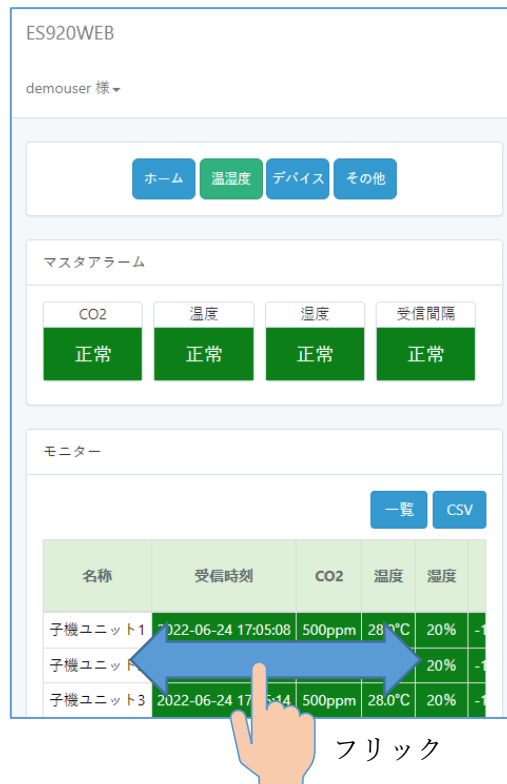 ES920WEB
demouser 様
ホーム 温湿度 デバイス その他
マスタアラーム
CO2 温度 湿度 受信間隔
正常 正常 正常 正常
モニター
一覧 CSV
名称 受信時刻 CO2 温度 湿度
子機ユニット1 2022-06-24 17:05:08 500ppm 20% -1
子機ユニット 20% -1
子機ユニット3 2022-06-24 17 14 500ppm 28.0°C 20% -1
フリック